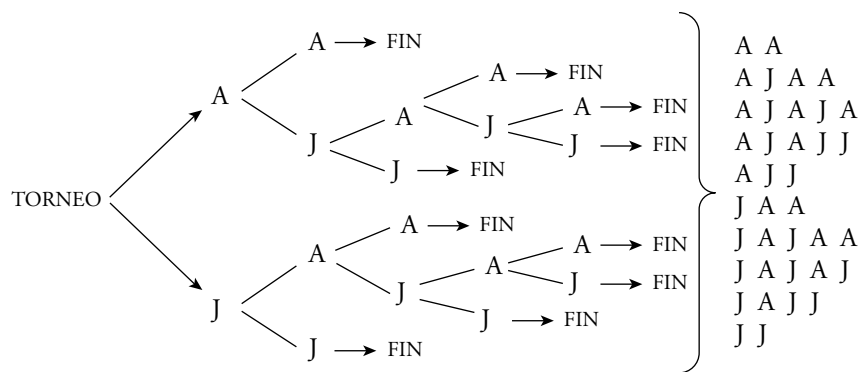 A FIN
A FIN
A
A FIN
A
J
J J FIN
J FIN
TORNEO
A FIN
A FIN
A
A
J FIN
J
J
J FIN
J FIN
A A
A J A A
A J A J A
A J A J J
A J J
J A A
J A J A A
J A J A J
J A J J
J J